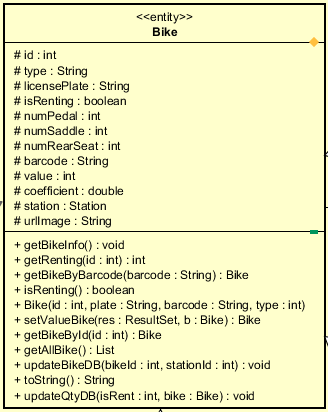 <<entity>>
Bike
# id : int
# type : String
# licensePlate : String
# isRenting : boolean
# numPedal : int
# numSaddle : int
# numRearSeat : int
# barcode : String
# value : int
# coefficient : double
# station : Station
# urlImage : String
+ getBikeInfo() : void
+ getRenting(id : int) : int
+ getBikeByBarcode(barcode : String) : Bike
+ isRenting() : boolean
+ Bike(id : int, plate : String, barcode : String, type : int)
+ setValueBike(res : ResultSet, b : Bike) : Bike
+ getBikeById(id : int) : Bike
+ getAllBike() : List
+ updateBikeDB(bikeId : int, stationId : int) : void
+ toString() : String
+ updateQtyDB(isRent : int, bike : Bike) : void